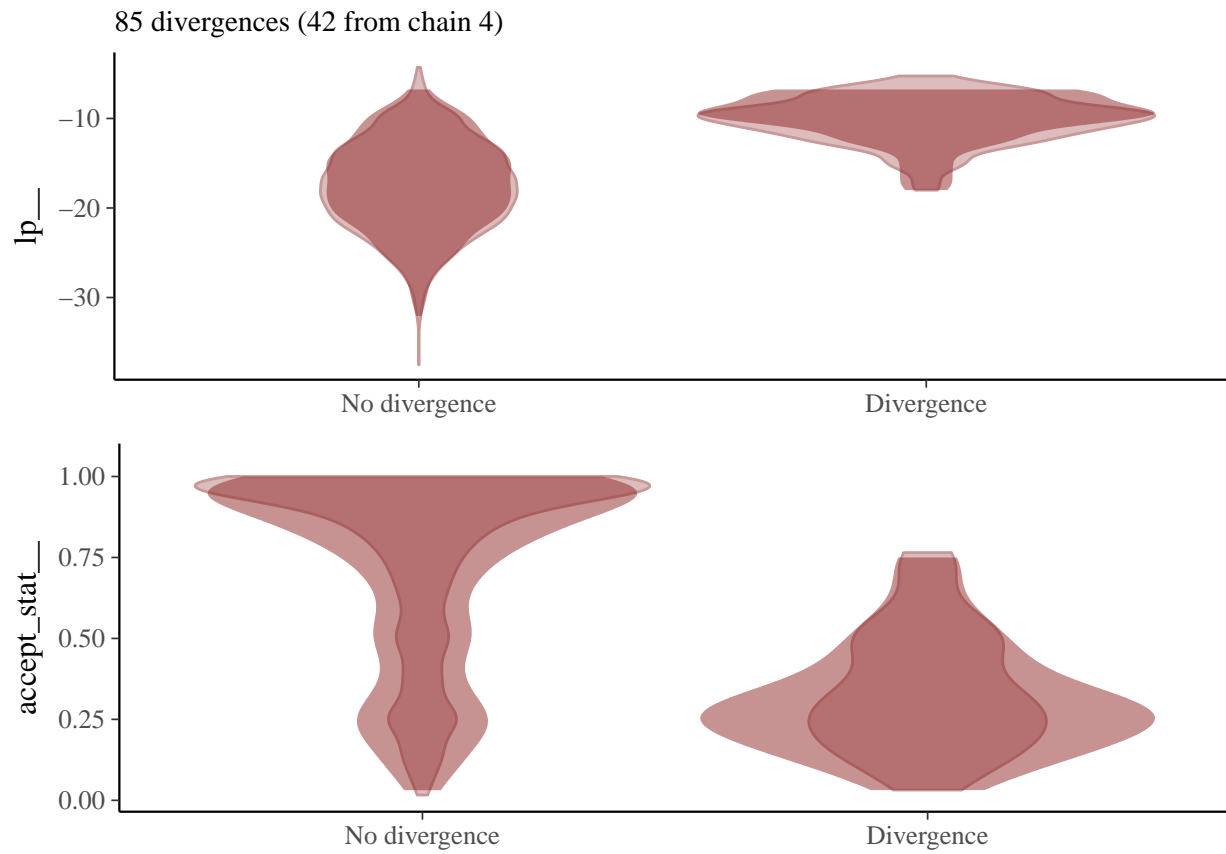 85 divergences (42 from chain 4)
lp__
−10
−20
−30
No divergence
Divergence
accept_stat__
1.00
0.75
0.50
0.25
0.00
No divergence
Divergence